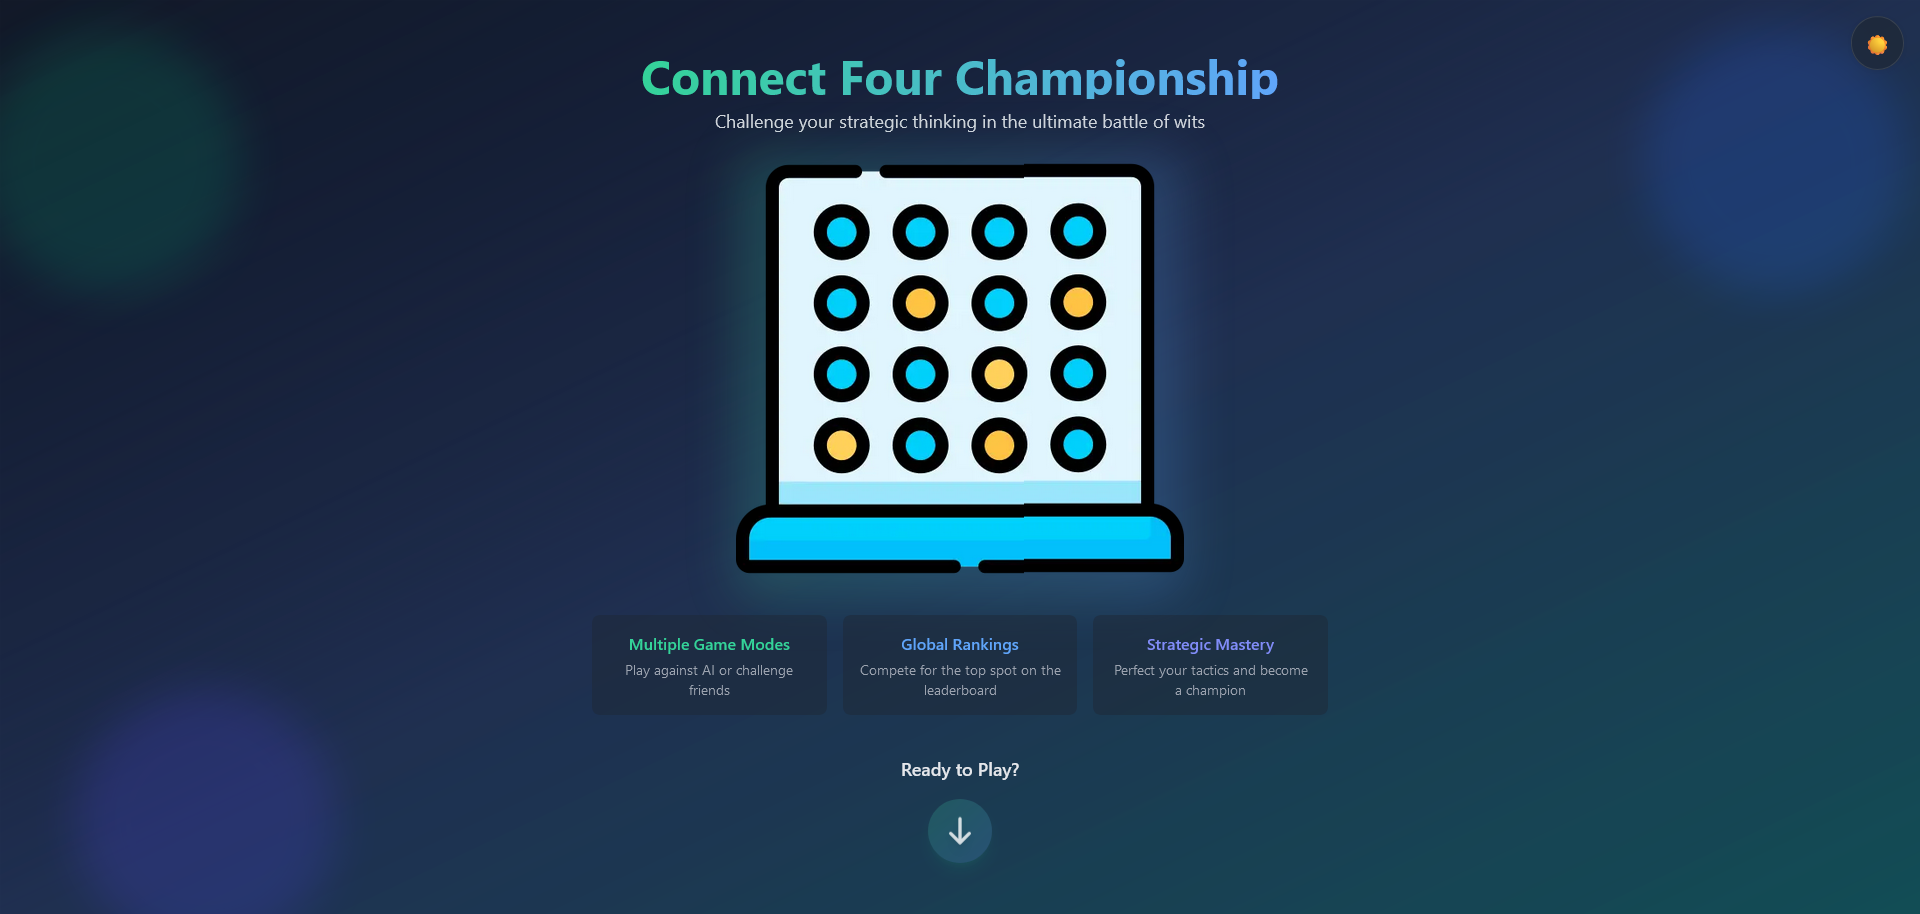 Connect Four Championship
Challenge your strategic thinking in the ultimate battle of wits
Multiple Game Modes
Play against AI or challenge
friends
Global Rankings
Compete for the top spot on the
leaderboard
Strategic Mastery
Perfect your tactics and become
a champion
Ready to Play?